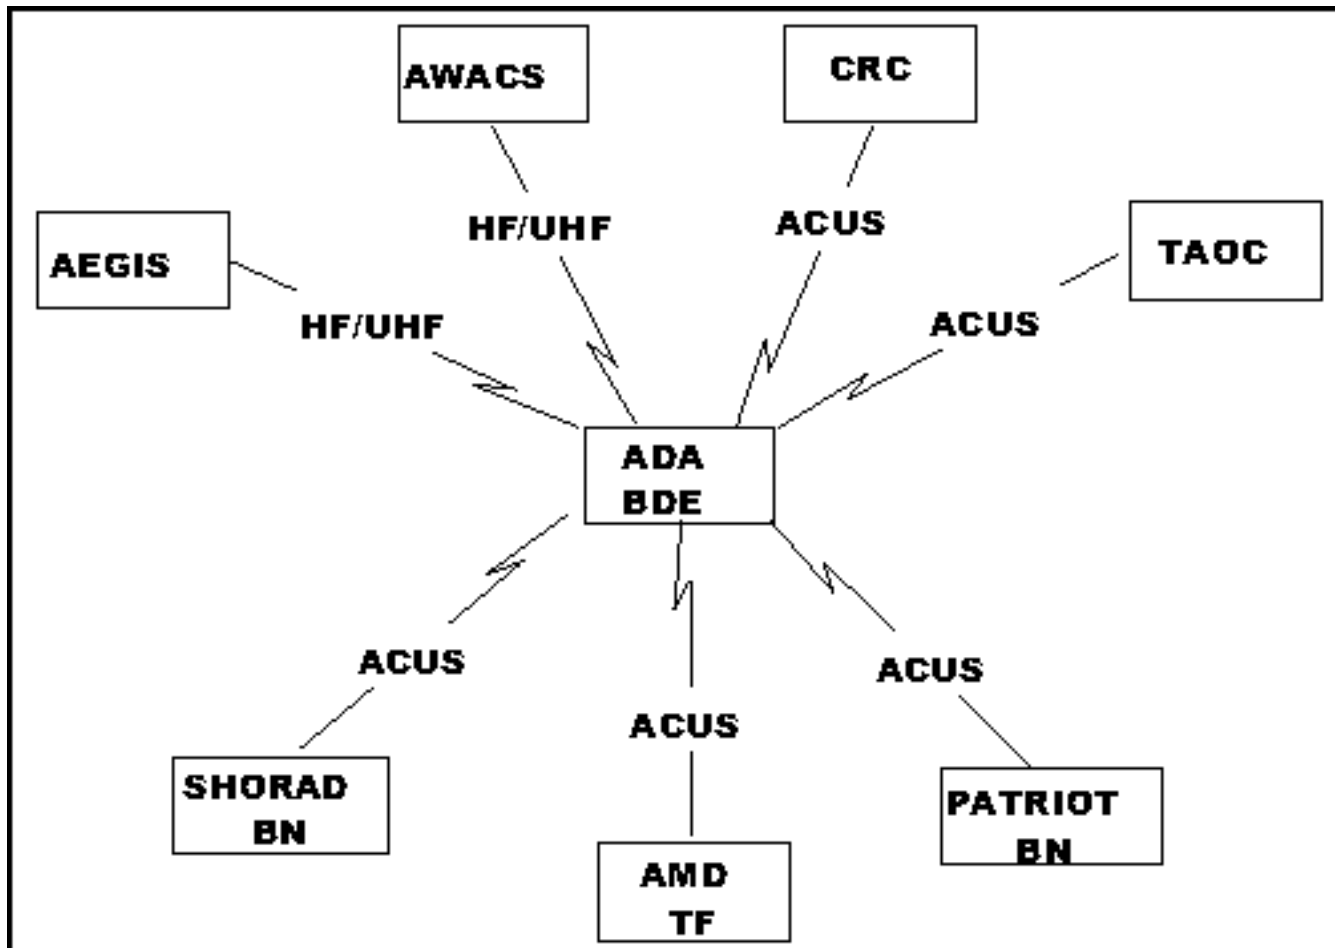 AWACS
CRC
HF/UHF
ACUS
AEGIS
TAOC
HF/UHF
ACUS
ADA
BDE
ACUS
ACUS
ACUS
SHORAD
BN
PATRIOT
BN
AMD
TF